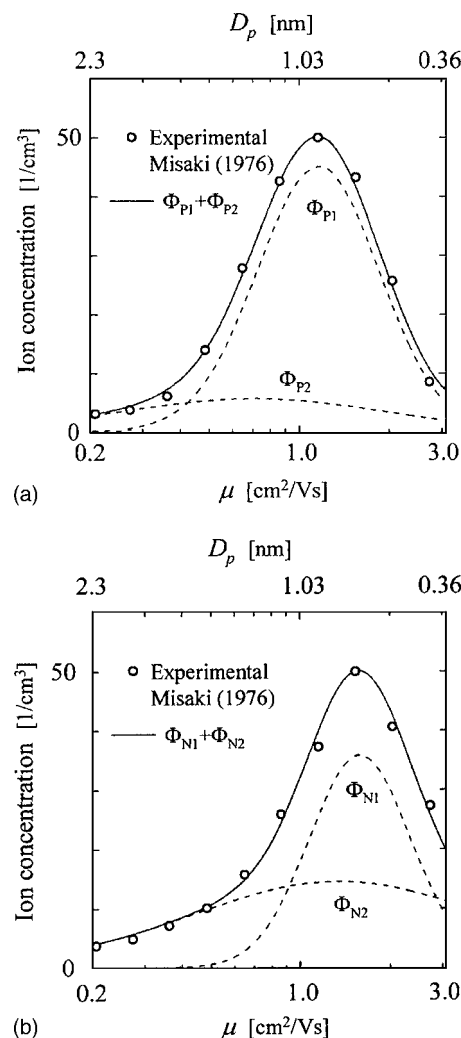 D_p [nm]
2.3 1.03 0.36
Ion concentration [1/cm³]
50
0
Experimental
Misaki (1976)
Φ_P1+Φ_P2
Φ_P1
Φ_P2
0.2 1.0 3.0
(a)
μ [cm²/Vs]
D_p [nm]
2.3 1.03 0.36
Ion concentration [1/cm³]
50
0
Experimental
Misaki (1976)
Φ_N1+Φ_N2
Φ_N1
Φ_N2
0.2 1.0 3.0
(b)
μ [cm²/Vs]